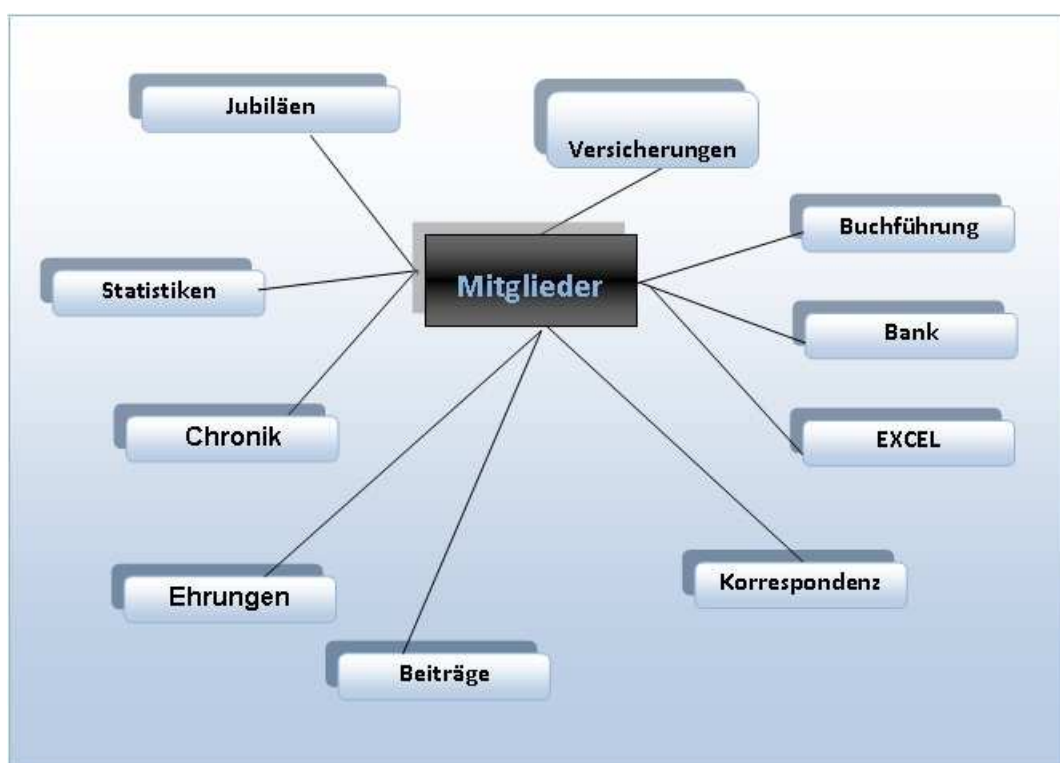 Jubiläen
Versicherungen
Buchführung
Mitglieder
Statistiken
Bank
Chronik
EXCEL
Korrespondenz
Ehrungen
Beiträge